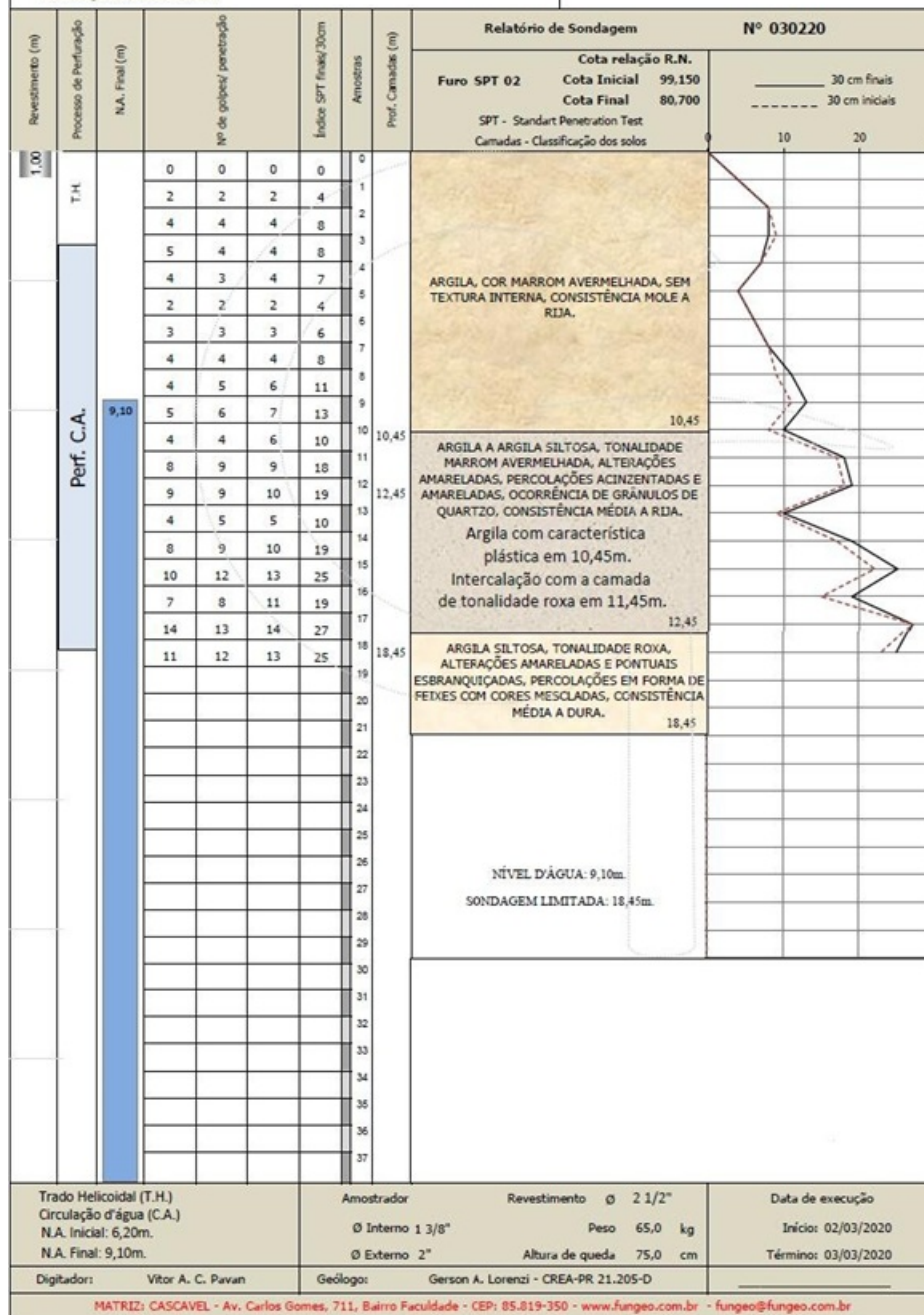 Relatório de Sondagem Nº 030220
Revestimento (m)
Processo de Perfuração
N.A. Final (m)
Nº de golpes/ penetração
Índice SPT finais/30cm
Amostras
Prof. Camadas (m)
Cota relação R.N.
Furo SPT 02 Cota Inicial 99,150
Cota Final 80,700
SPT - Standart Penetration Test
Camadas - Classificação dos solos
30 cm finais
30 cm iniciais
0 10 20
1,00
T.H.
Perf. C.A.
9,10
0 0 0 0
2 2 2 4
4 4 4 8
5 4 4 8
4 3 4 7
2 2 2 4
3 3 3 6
4 4 4 8
4 5 6 11
5 6 7 13
4 4 6 10
8 9 9 18
9 9 10 19
4 5 5 10
8 9 10 19
10 12 13 25
7 8 11 19
14 13 14 27
11 12 13 25
0
1
2
3
4
5
6
7
8
9
10
11
12
13
14
15
16
17
18
19
20
21
22
23
24
25
26
27
28
29
30
31
32
33
34
35
36
37
10,45
12,45
18,45
ARGILA, COR MARROM AVERMELHADA, SEM
TEXTURA INTERNA, CONSISTÊNCIA MOLE A
RIJA.
10,45
ARGILA A ARGILA SILTOSA, TONALIDADE
MARROM AVERMELHADA, ALTERAÇÕES
AMARELADAS, PERCOLAÇÕES ACINZENTADAS E
AMARELADAS, OCORRÊNCIA DE GRÂNULOS DE
QUARTZO, CONSISTÊNCIA MÉDIA A RIJA.
Argila com característica
plástica em 10,45m.
Intercalação com a camada
de tonalidade roxa em 11,45m.
12,45
ARGILA SILTOSA, TONALIDADE ROXA,
ALTERAÇÕES AMARELADAS E PONTUAIS
ESBRANQUIÇADAS, PERCOLAÇÕES EM FORMA DE
FEIXES COM CORES MESCLADAS, CONSISTÊNCIA
MÉDIA A DURA.
18,45
NÍVEL D'ÁGUA: 9,10m.
SONDAGEM LIMITADA: 18,45m.
Trado Helicoidal (T.H.)
Circulação d'água (C.A.)
N.A. Inicial: 6,20m.
N.A. Final: 9,10m.
Amostrador
Ø Interno 1 3/8"
Ø Externo 2"
Revestimento Ø 2 1/2"
Peso 65,0 kg
Altura de queda 75,0 cm
Data de execução
Início: 02/03/2020
Término: 03/03/2020
Digitador: Vitor A. C. Pavan
Geólogo: Gerson A. Lorenzi - CREA-PR 21.205-D
MATRIZ: CASCAVEL - Av. Carlos Gomes, 711, Bairro Faculdade - CEP: 85.819-350 - www.fungeo.com.br - fungeo@fungeo.com.br